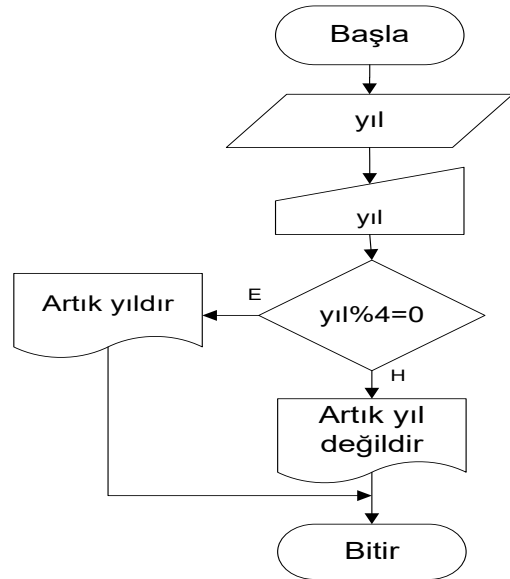 Başla
yıl
yıl
Artık yıldır
E
yıl%4=0
H
Artık yıl
değildir
Bitir